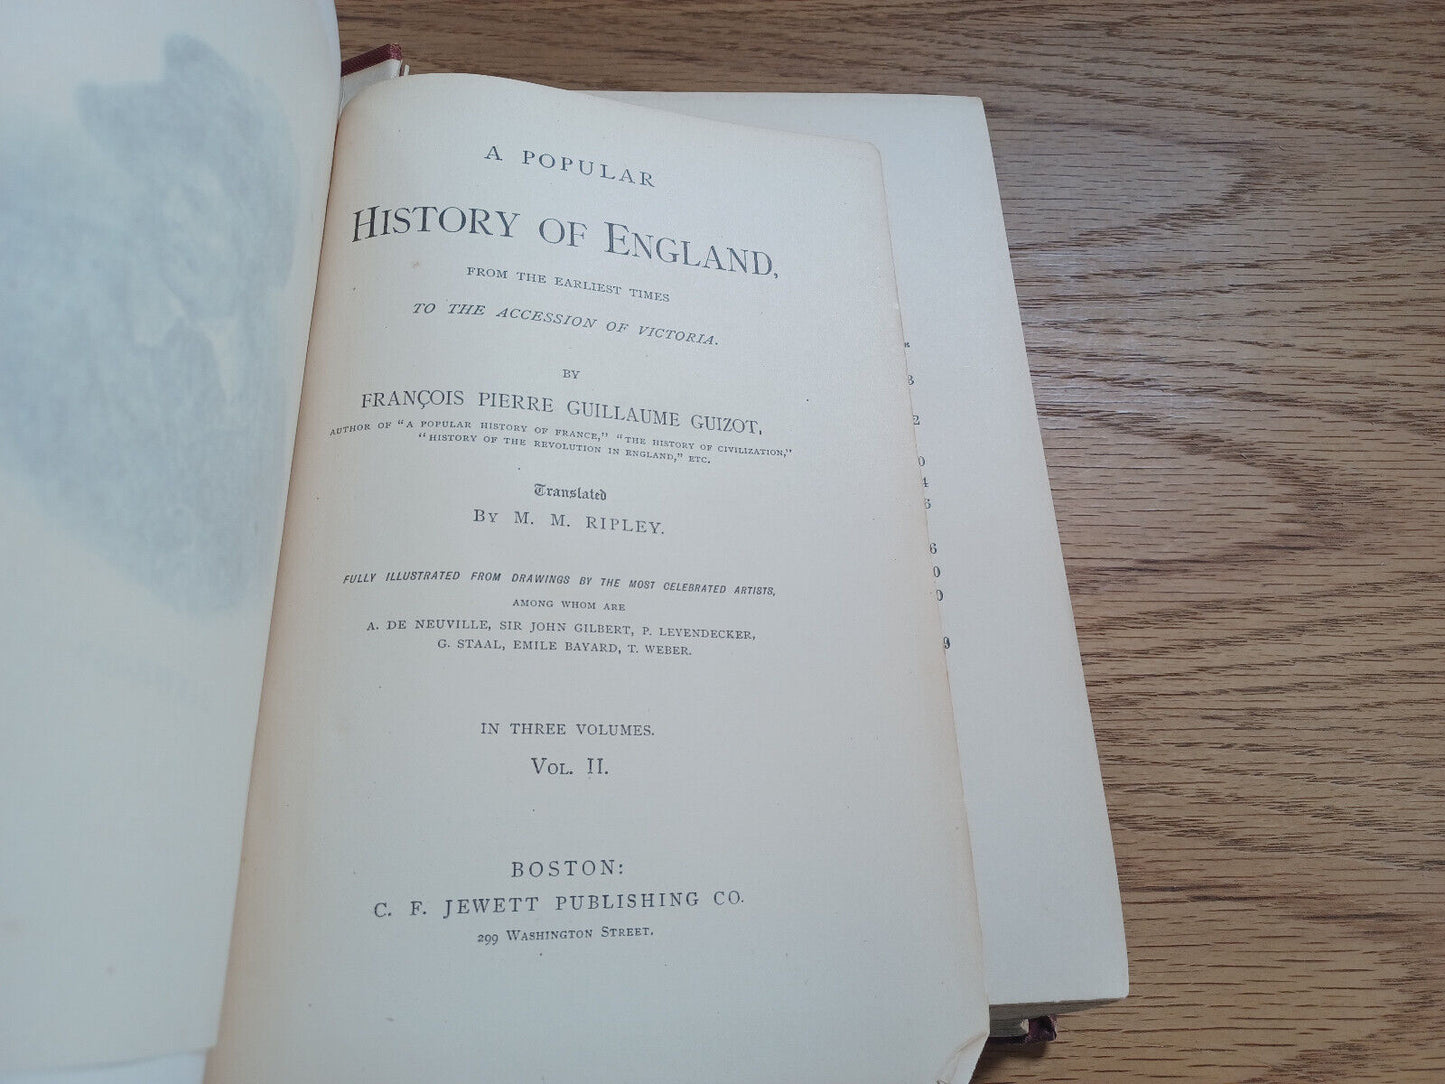 A POPULAR
HISTORY OF ENGLAND,
FROM THE EARLIEST TIMES
TO THE ACCESSION OF VICTORIA.
BY
FRANÇOIS PIERRE GUILLAUME GUIZOT,
AUTHOR OF "A POPULAR HISTORY OF FRANCE," "THE HISTORY OF CIVILIZATION,"
"HISTORY OF THE REVOLUTION IN ENGLAND," ETC.
Translated
BY M. M. RIPLEY.
FULLY ILLUSTRATED FROM DRAWINGS BY THE MOST CELEBRATED ARTISTS,
AMONG WHOM ARE
A. DE NEUVILLE, SIR JOHN GILBERT, P. LEYENDECKER,
G. STAAL, EMILE BAYARD, T. WEBER.
IN THREE VOLUMES.
VOL. II.
BOSTON:
C. F. JEWETT PUBLISHING CO.
299 WASHINGTON STREET.